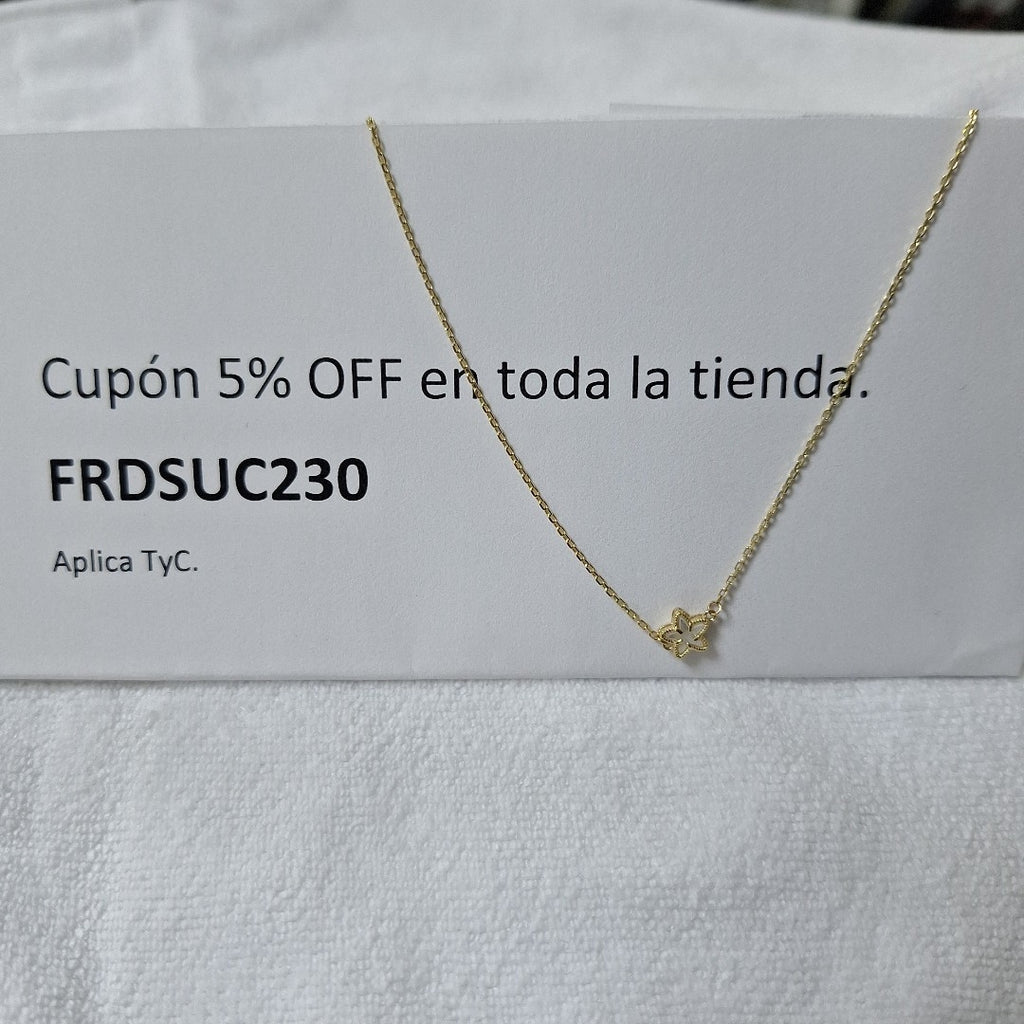 Cupón 5% OFF en toda la tienda.
FRDSUC230
Aplica TyC.